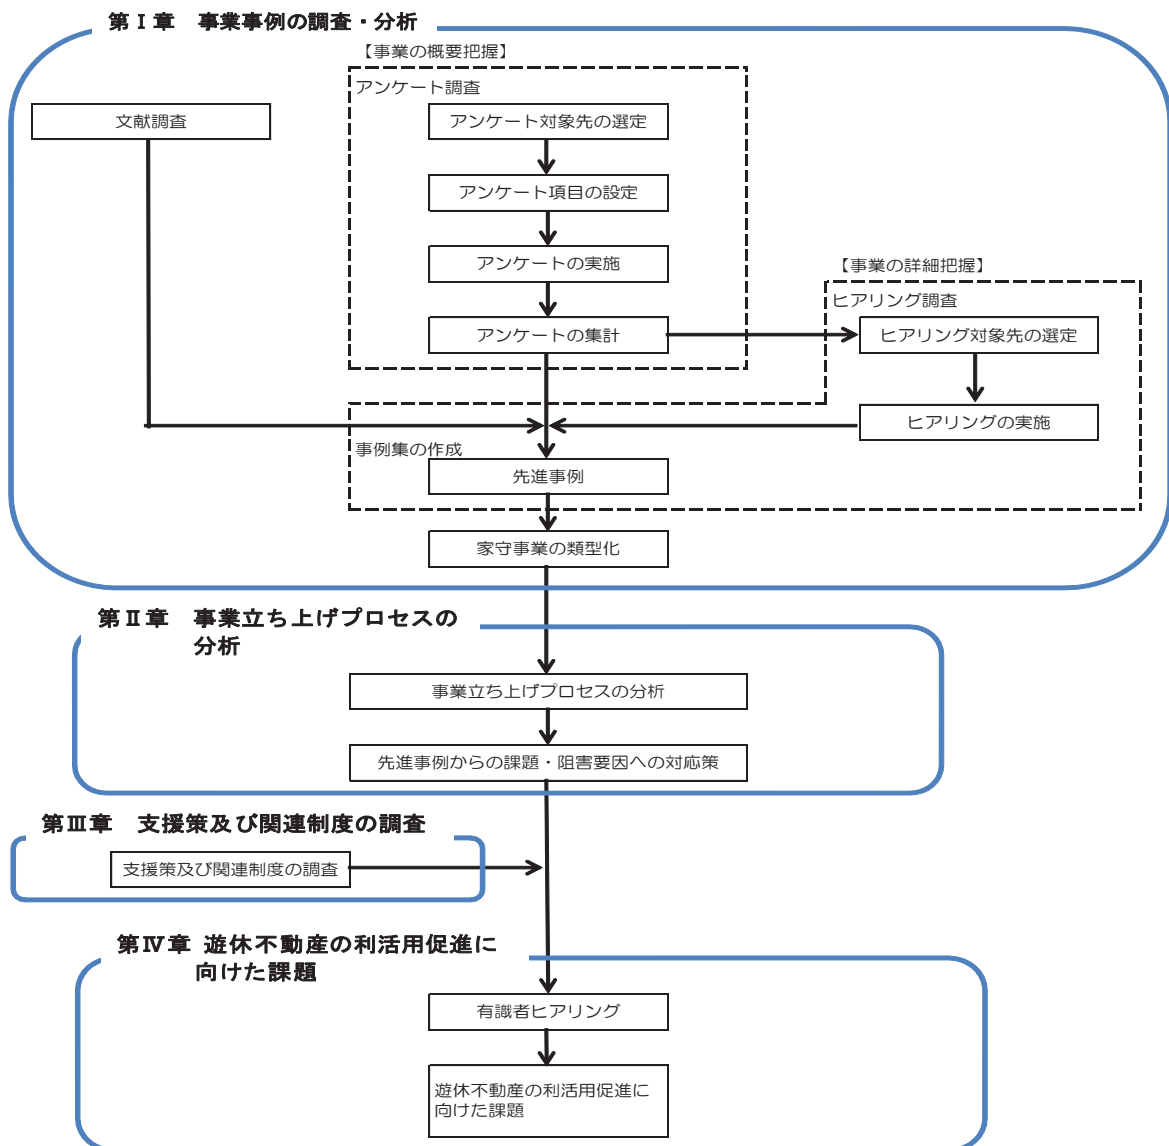 第Ⅰ章　事業事例の調査・分析
【事業の概要把握】
アンケート調査
文献調査
アンケート対象先の選定
アンケート項目の設定
アンケートの実施
アンケートの集計
【事業の詳細把握】
ヒアリング調査
ヒアリング対象先の選定
ヒアリングの実施
事例集の作成
先進事例
家守事業の類型化
第Ⅱ章　事業立ち上げプロセスの
分析
事業立ち上げプロセスの分析
先進事例からの課題・阻害要因への対応策
第Ⅲ章　支援策及び関連制度の調査
支援策及び関連制度の調査
第Ⅳ章 遊休不動産の利活用促進に
向けた課題
有識者ヒアリング
遊休不動産の利活用促進に
向けた課題